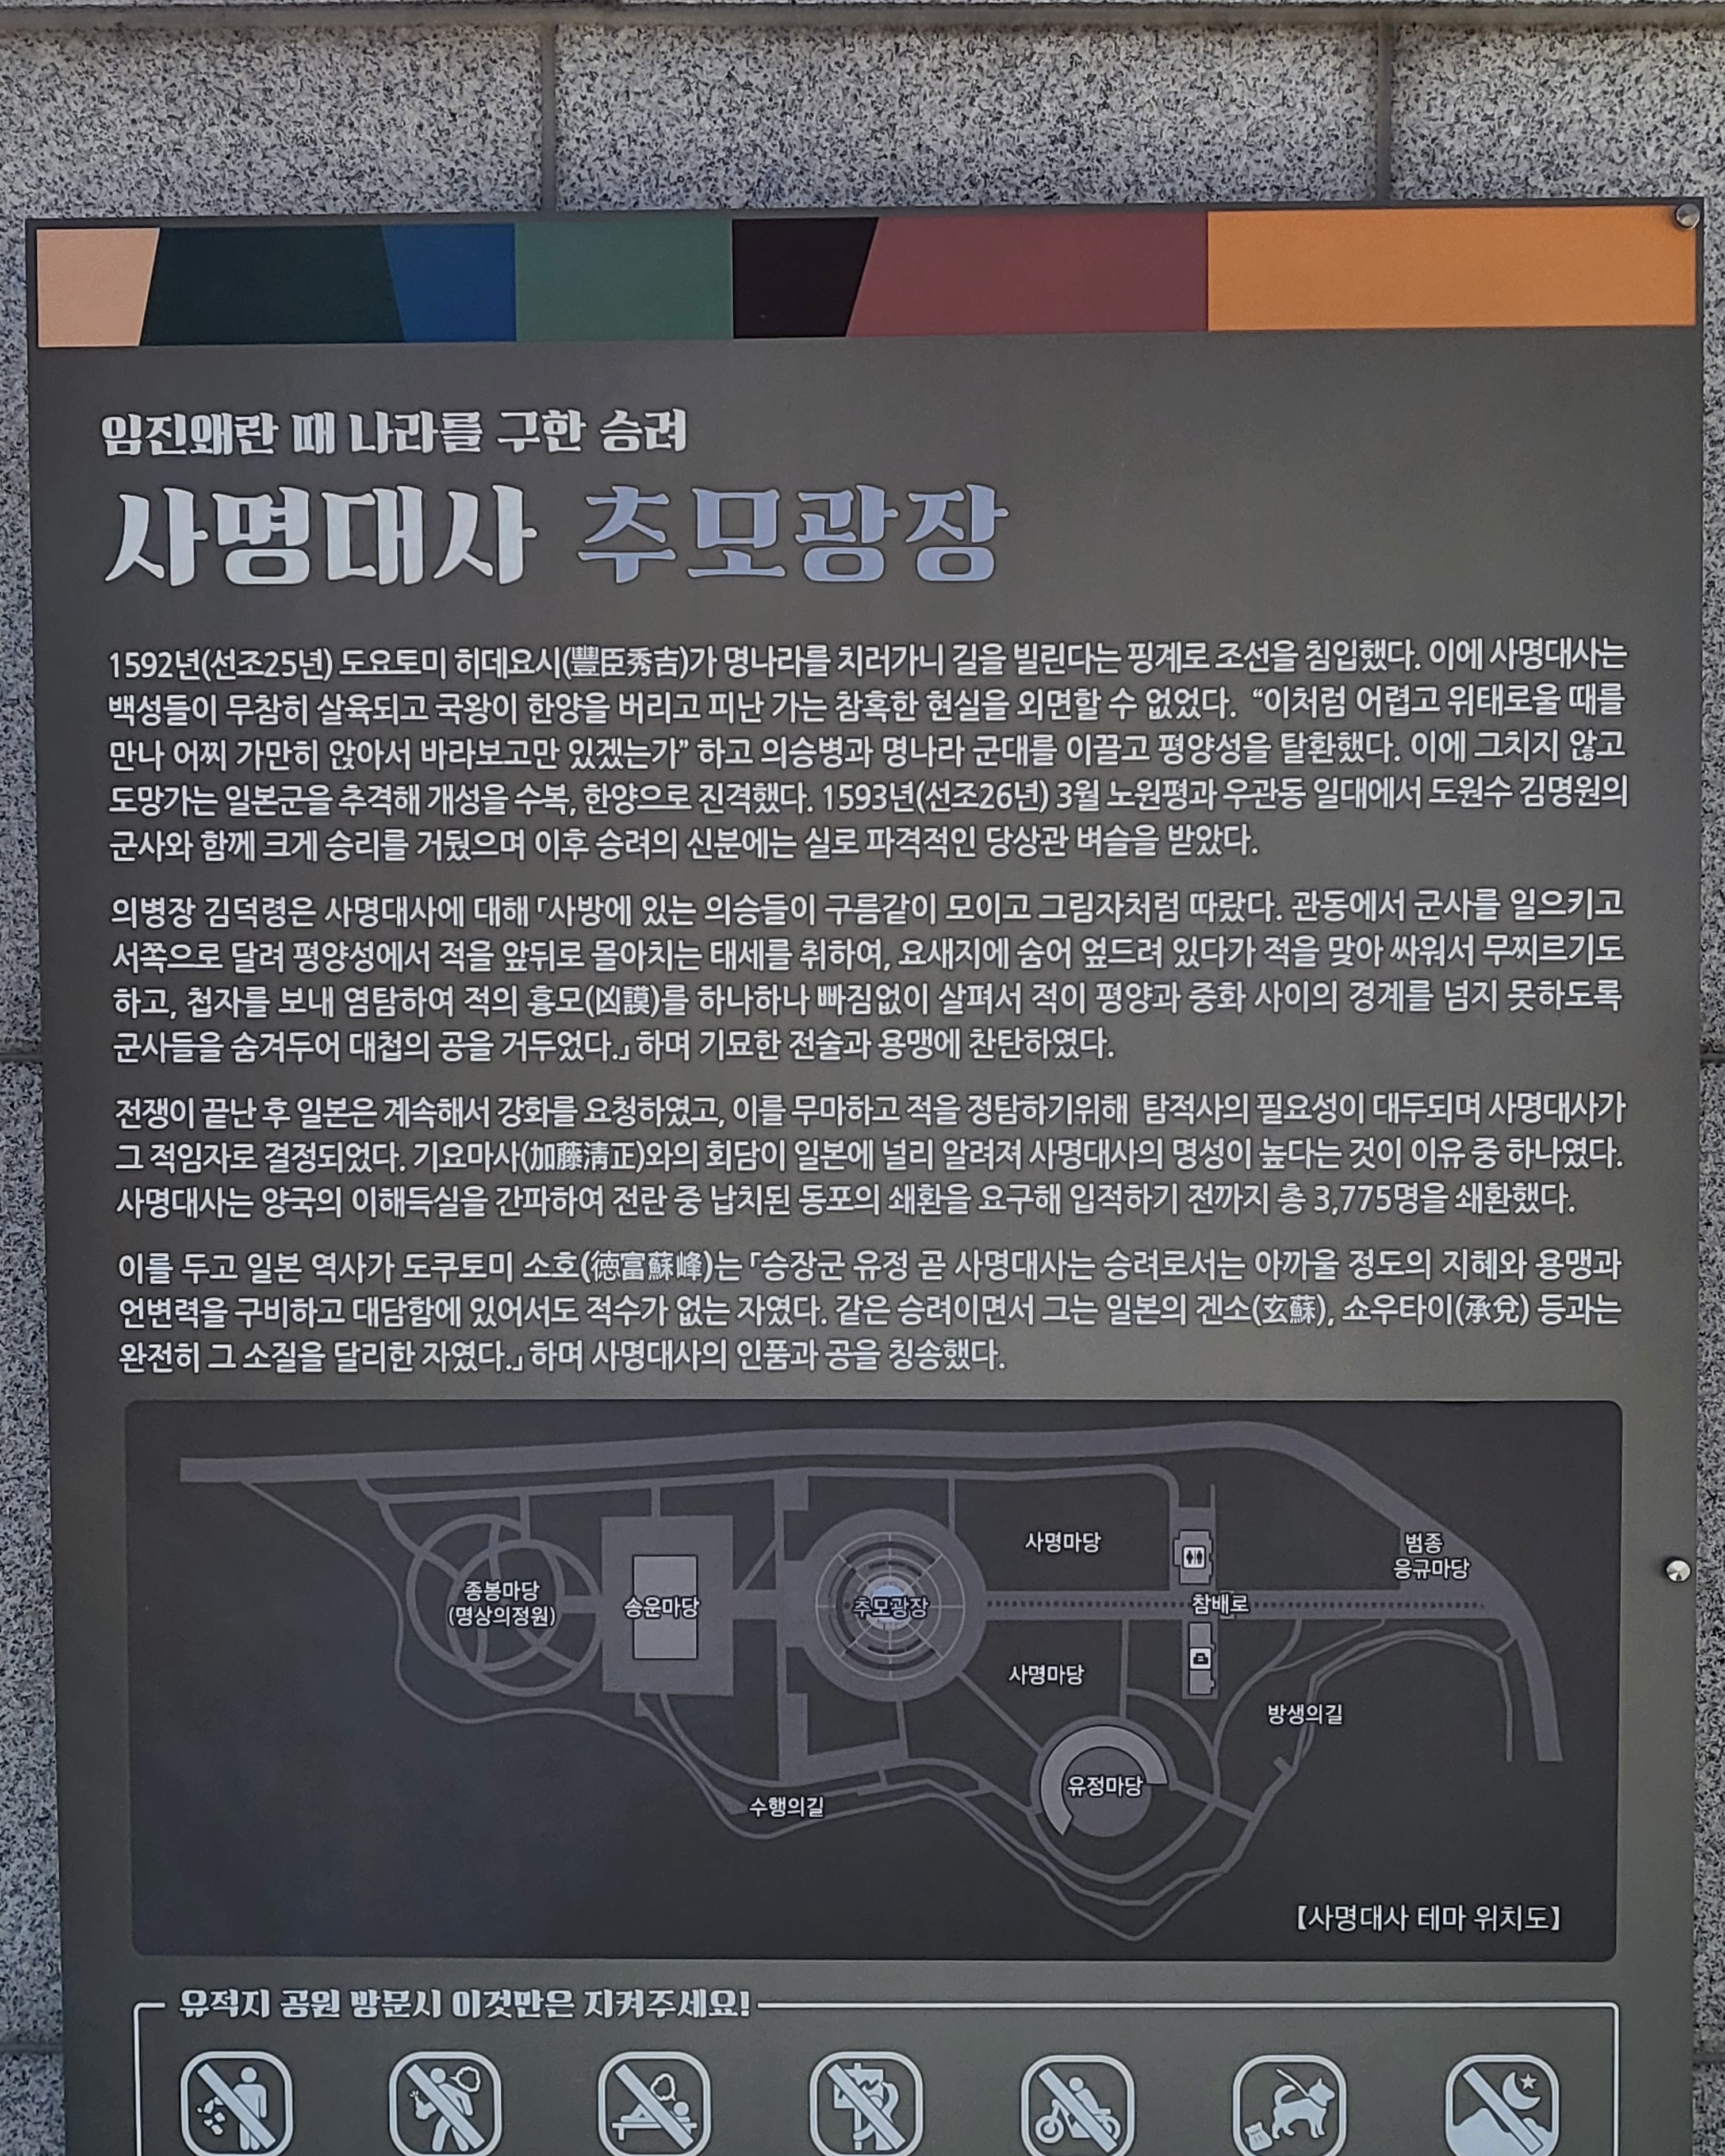 임진왜란 때 나라를 구한 승려
사명대사 추모광장
1592년(선조25년) 도요토미 히데요시(豐臣秀吉)가 명나라를 치러가니 길을 빌린다는 핑계로 조선을 침입했다. 이에 사명대사는
백성들이 무참히 살육되고 국왕이 한양을 버리고 피난 가는 참혹한 현실을 외면할 수 없었다. “이처럼 어렵고 위태로울 때를
만나 어찌 가만히 앉아서 바라보고만 있겠는가” 하고 의승병과 명나라 군대를 이끌고 평양성을 탈환했다. 이에 그치지 않고
도망가는 일본군을 추격해 개성을 수복, 한양으로 진격했다. 1593년(선조26년) 3월 노원평과 우관동 일대에서 도원수 김명원의
군사와 함께 크게 승리를 거뒀으며 이후 승려의 신분에는 실로 파격적인 당상관 벼슬을 받았다.
의병장 김덕령은 사명대사에 대해 「사방에 있는 의승들이 구름같이 모이고 그림자처럼 따랐다. 관동에서 군사를 일으키고
서쪽으로 달려 평양성에서 적을 앞뒤로 몰아치는 태세를 취하여, 요새지에 숨어 엎드려 있다가 적을 맞아 싸워서 무찌르기도
하고, 첩자를 보내 염탐하여 적의 흉모(凶謨)를 하나하나 빠짐없이 살펴서 적이 평양과 중화 사이의 경계를 넘지 못하도록
군사들을 숨겨두어 대첩의 공을 거두었다.」 하며 기묘한 전술과 용맹에 찬탄하였다.
전쟁이 끝난 후 일본은 계속해서 강화를 요청하였고, 이를 무마하고 적을 정탐하기위해 탐적사의 필요성이 대두되며 사명대사가
그 적임자로 결정되었다. 기요마사(加藤淸正)와의 회담이 일본에 널리 알려져 사명대사의 명성이 높다는 것이 이유 중 하나였다.
사명대사는 양국의 이해득실을 간파하여 전란 중 납치된 동포의 쇄환을 요구해 입적하기 전까지 총 3,775명을 쇄환했다.
이를 두고 일본 역사가 도쿠토미 소호(徳富蘇峰)는 「승장군 유정 곧 사명대사는 승려로서는 아까울 정도의 지혜와 용맹과
언변력을 구비하고 대담함에 있어서도 적수가 없는 자였다. 같은 승려이면서 그는 일본의 겐소(玄蘇), 쇼우타이(承兌) 등과는
완전히 그 소질을 달리한 자였다.」 하며 사명대사의 인품과 공을 칭송했다.
사명마당
범종
응규마당
종봉마당
(명상의정원)
송운마당
추모광장
참배로
사명마당
방생의길
유정마당
수행의길
【사명대사 테마 위치도】
유적지 공원 방문시 이것만은 지켜주세요!